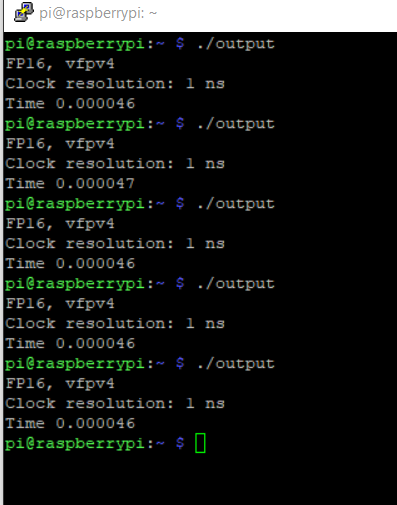 pi@raspberrypi: ~
pi@raspberrypi:~ $ ./output
FP16, vfpv4
Clock resolution: 1 ns
Time 0.000046
pi@raspberrypi:~ $ ./output
FP16, vfpv4
Clock resolution: 1 ns
Time 0.000047
pi@raspberrypi:~ $ ./output
FP16, vfpv4
Clock resolution: 1 ns
Time 0.000046
pi@raspberrypi:~ $ ./output
FP16, vfpv4
Clock resolution: 1 ns
Time 0.000046
pi@raspberrypi:~ $ ./output
FP16, vfpv4
Clock resolution: 1 ns
Time 0.000046
pi@raspberrypi:~ $